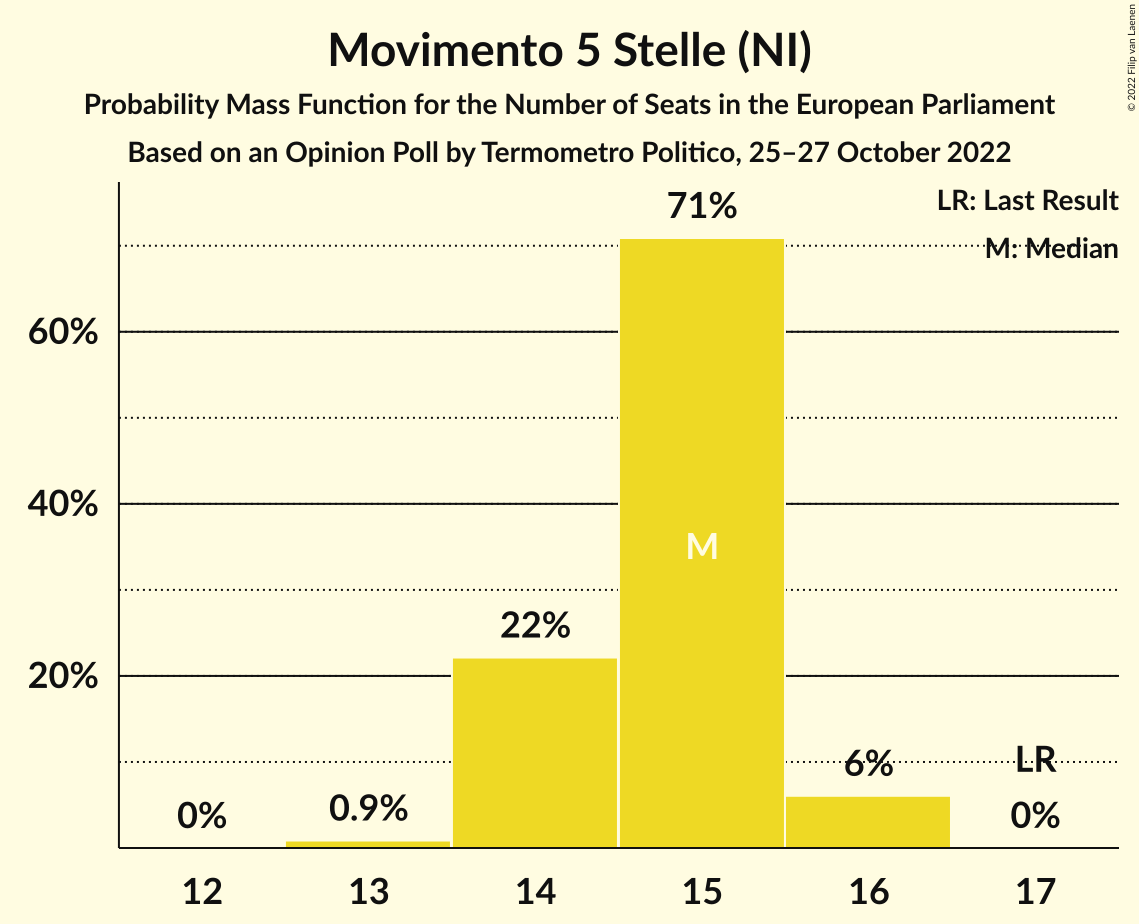 Movimento 5 Stelle (NI)
Probability Mass Function for the Number of Seats in the European Parliament
Based on an Opinion Poll by Termometro Politico, 25–27 October 2022
© 2022 Filip van Laenen
LR: Last Result
M: Median
71%
60%
40%
M
22%
20%
6%
LR
0%
0.9%
0%
12
13
14
15
16
17